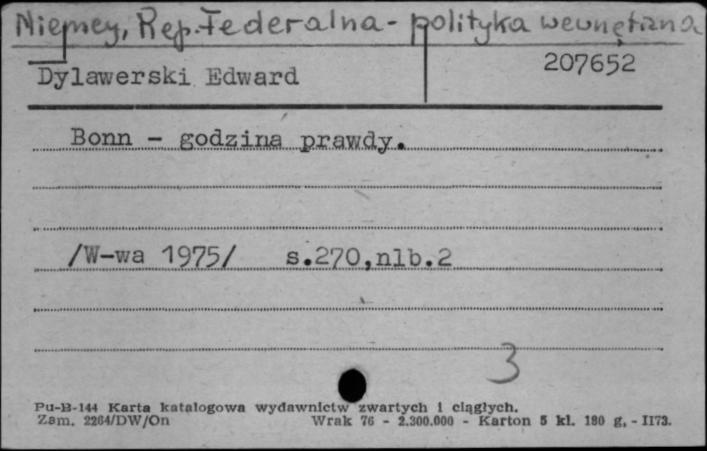 Niemcy, Rep. Federalna - polityka wewnętrzna
Dylawerski Edward 207652
Bonn - godzina prawdy.
/W-wa 1975/ s.270,nlb.2
3
Pu-B-144 Karta katalogowa wydawnictw zwartych i ciągłych.
Zam. 2264/DW/On Wrak 76 - 2.300.000 - Karton 5 kl. 180 g. - II73.